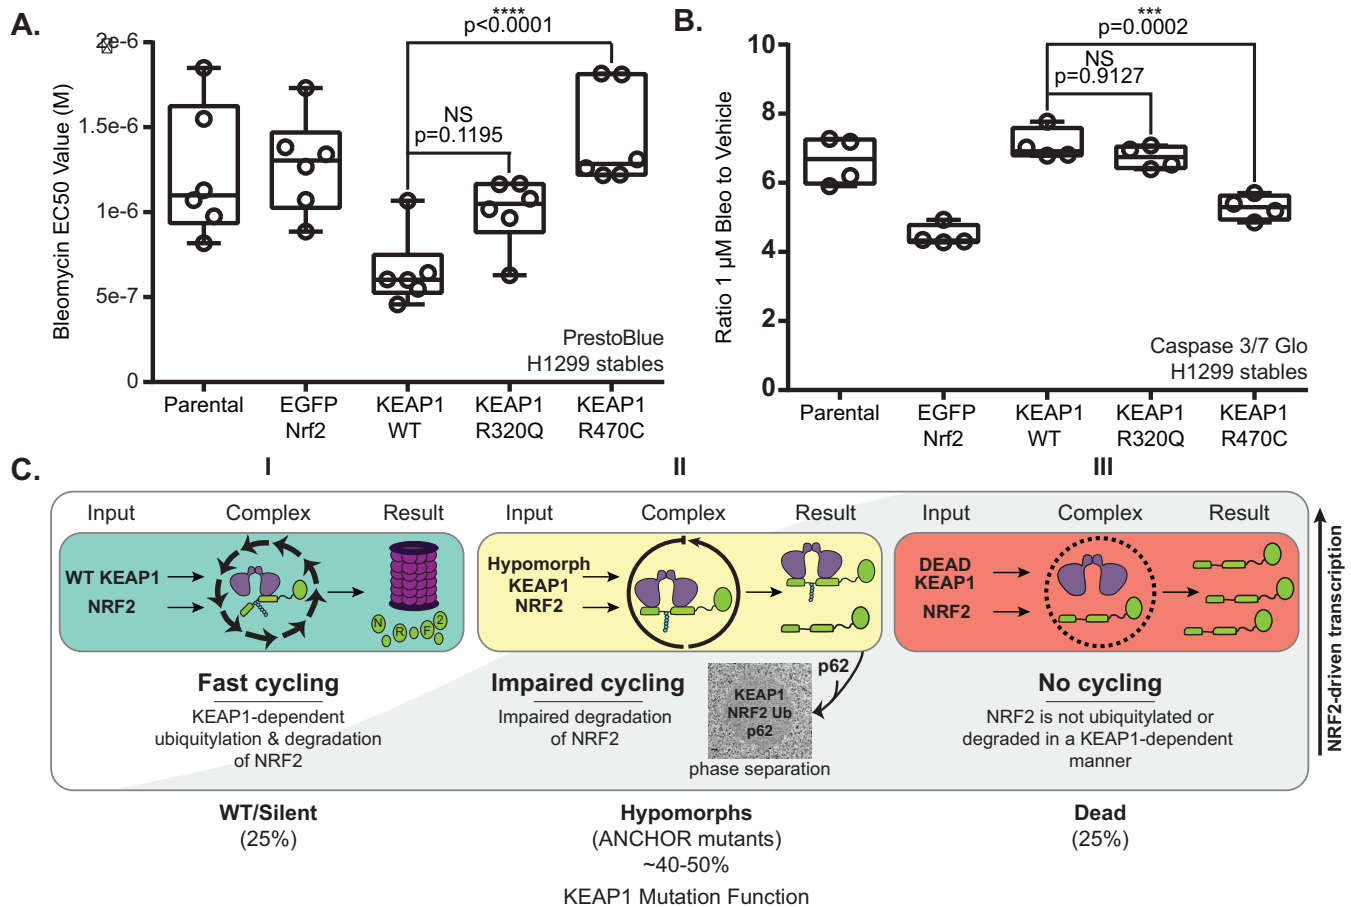 A.
Bleomycin EC50 Value (M)
2e-6
1.5e-6
1e-6
5e-7
0
****
p<0.0001
NS
p=0.1195
PrestoBlue
H1299 stables
Parental
EGFP
Nrf2
KEAP1
WT
KEAP1
R320Q
KEAP1
R470C
B.
Ratio 1 µM Bleo to Vehicle
10
8
6
4
2
0
***
p=0.0002
NS
p=0.9127
Caspase 3/7 Glo
H1299 stables
Parental
EGFP
Nrf2
KEAP1
WT
KEAP1
R320Q
KEAP1
R470C
C.
I
Input
Complex
Result
WT KEAP1
NRF2
N R F 2
Fast cycling
KEAP1-dependent
ubiquitylation & degradation
of NRF2
WT/Silent
(25%)
II
Input
Complex
Result
Hypomorph
KEAP1
NRF2
Impaired cycling
Impaired degradation
of NRF2
p62
KEAP1
NRF2 Ub
p62
phase separation
Hypomorphs
(ANCHOR mutants)
~40-50%
III
Input
Complex
Result
DEAD
KEAP1
NRF2
No cycling
NRF2 is not ubiquitylated or
degraded in a KEAP1-dependent
manner
Dead
(25%)
NRF2-driven transcription
KEAP1 Mutation Function